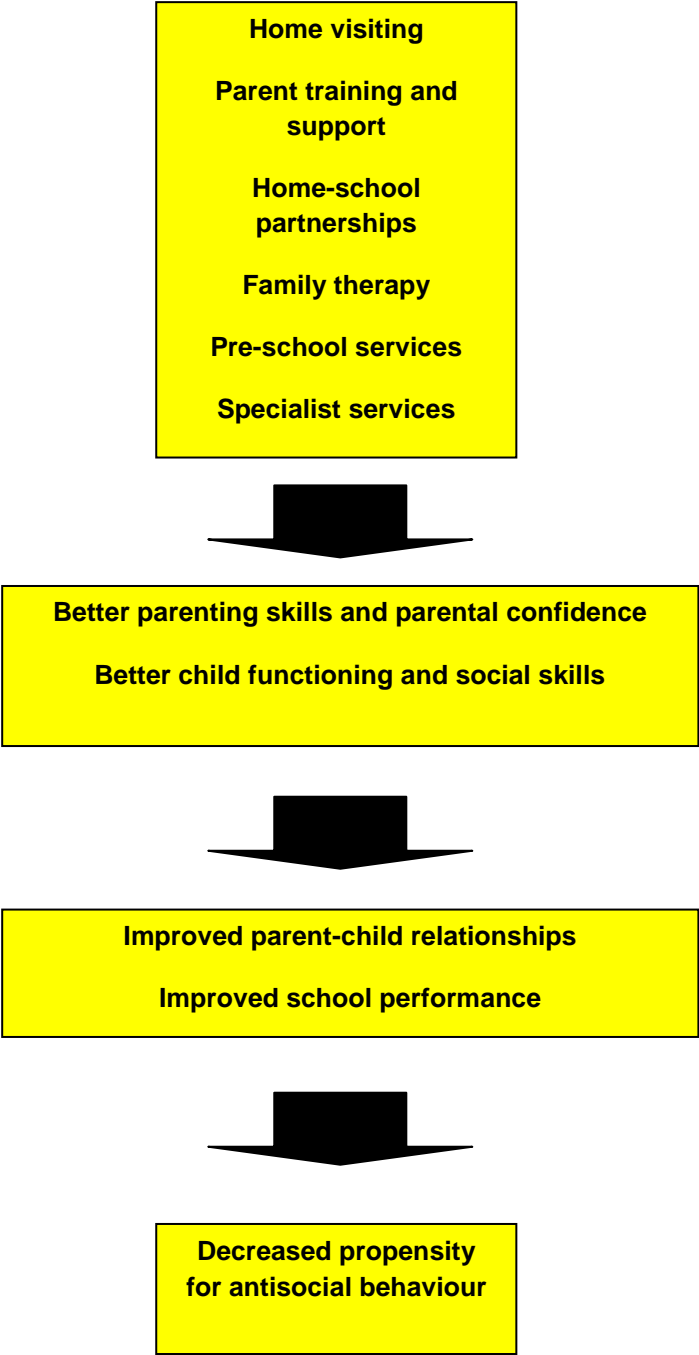 Home visiting
Parent training and
support
Home-school
partnerships
Family therapy
Pre-school services
Specialist services
Better parenting skills and parental confidence
Better child functioning and social skills
Improved parent-child relationships
Improved school performance
Decreased propensity
for antisocial behaviour